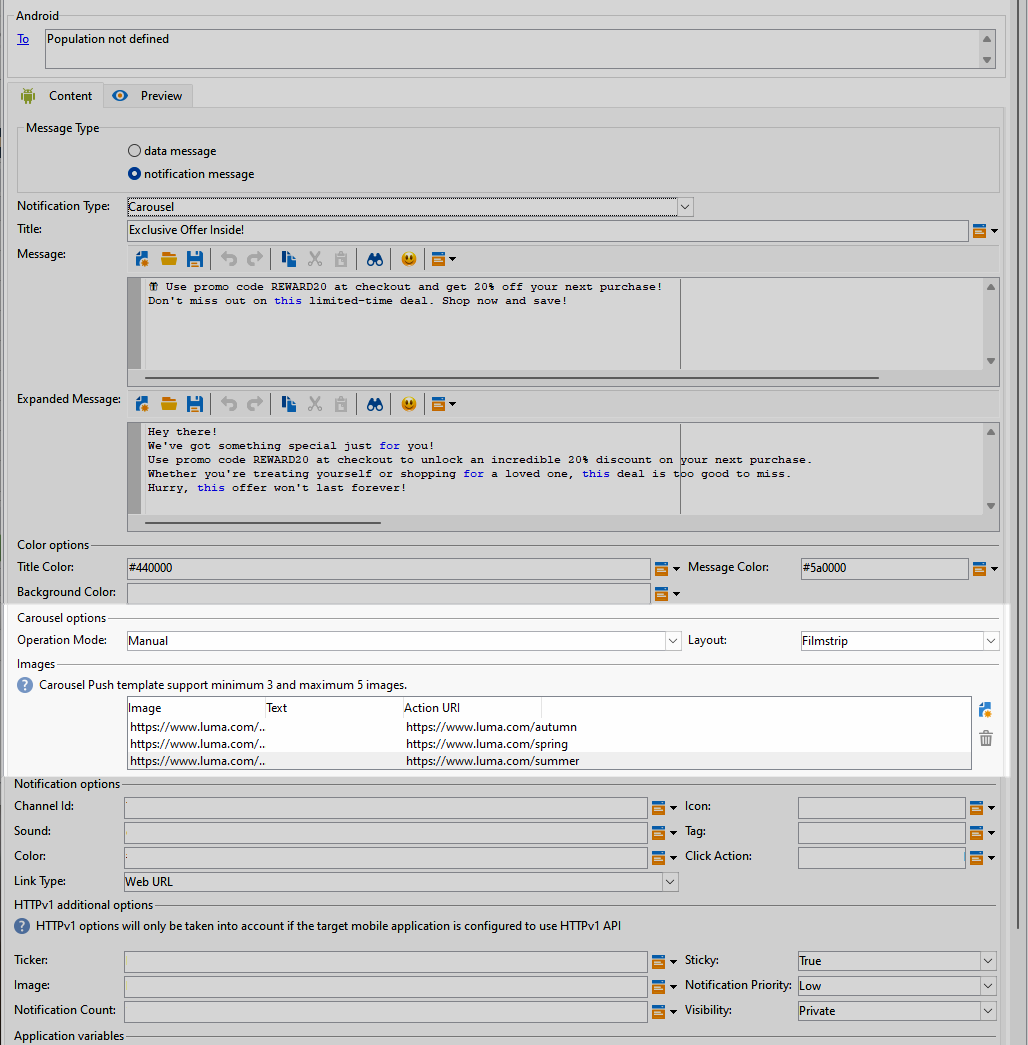 Android
To
Population not defined
Content
Preview
Message Type
data message
notification message
Notification Type:
Carousel
Title:
Exclusive Offer Inside!
Message:
🎁 Use promo code REWARD20 at checkout and get 20% off your next purchase!
Don't miss out on this limited-time deal. Shop now and save!
Expanded Message:
Hey there!
We've got something special just for you!
Use promo code REWARD20 at checkout to unlock an incredible 20% discount on your next purchase.
Whether you're treating yourself or shopping for a loved one, this deal is too good to miss.
Hurry, this offer won't last forever!
Color options
Title Color:
#440000
Message Color:
#5a0000
Background Color:
Carousel options
Operation Mode:
Manual
Layout:
Filmstrip
Images
? Carousel Push template support minimum 3 and maximum 5 images.
Image Text Action URI
https://www.luma.com/.. https://www.luma.com/autumn
https://www.luma.com/.. https://www.luma.com/spring
https://www.luma.com/.. https://www.luma.com/summer
Notification options
Channel Id:
Icon:
Sound:
Tag:
Color:
Click Action:
Link Type:
Web URL
HTTPv1 additional options
? HTTPv1 options will only be taken into account if the target mobile application is configured to use HTTPv1 API
Ticker:
Sticky:
True
Image:
Notification Priority:
Low
Notification Count:
Visibility:
Private
Application variables